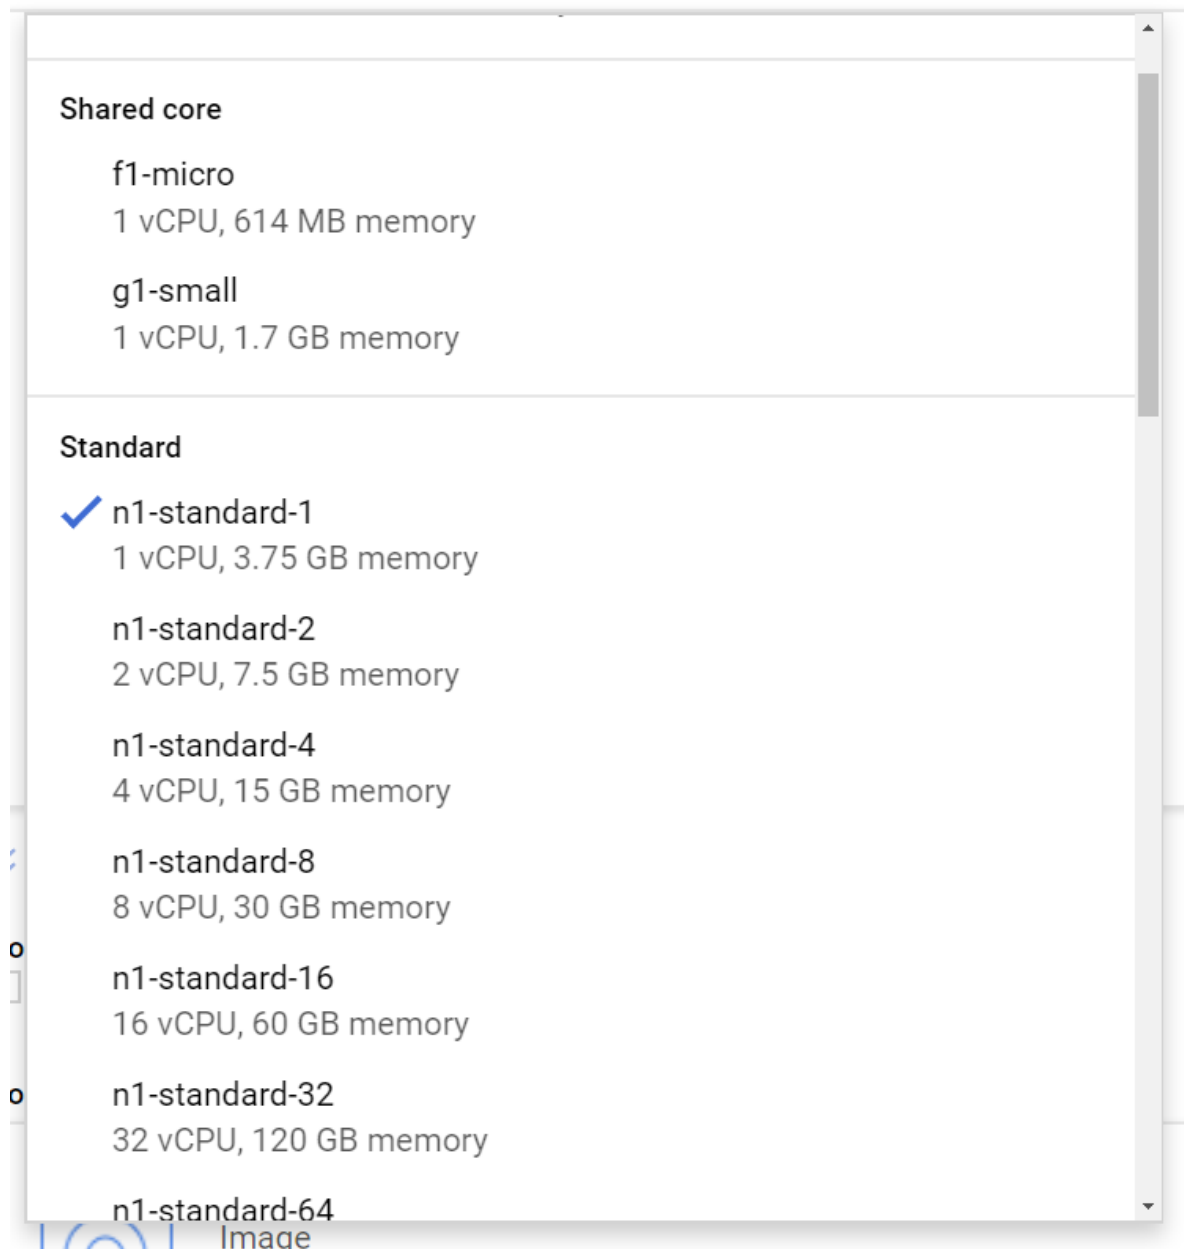 Shared core
f1-micro
1 vCPU, 614 MB memory
g1-small
1 vCPU, 1.7 GB memory
Standard
n1-standard-1
1 vCPU, 3.75 GB memory
n1-standard-2
2 vCPU, 7.5 GB memory
n1-standard-4
4 vCPU, 15 GB memory
n1-standard-8
8 vCPU, 30 GB memory
n1-standard-16
16 vCPU, 60 GB memory
n1-standard-32
32 vCPU, 120 GB memory
n1-standard-64
Image